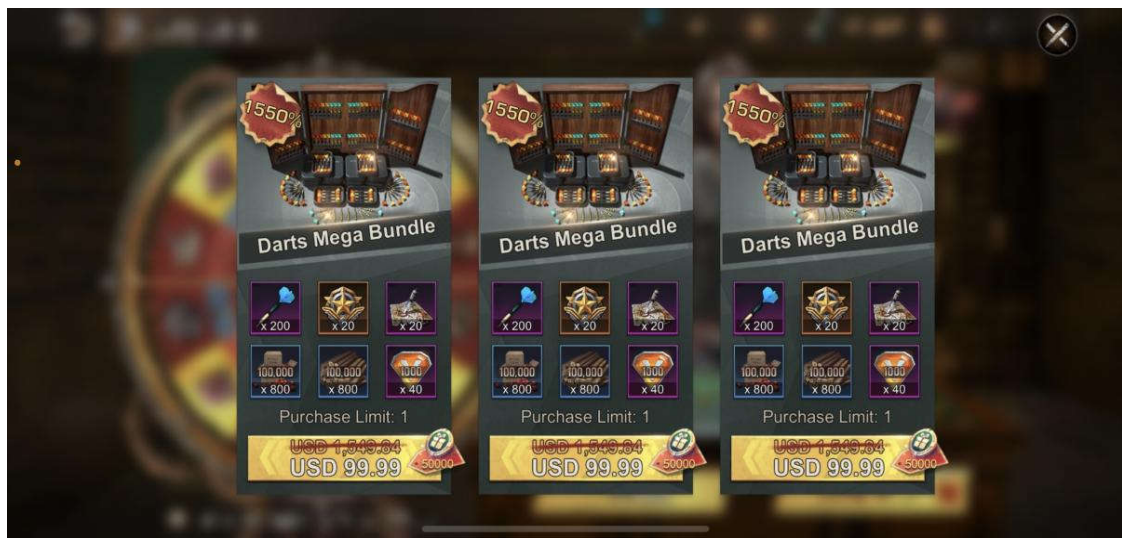 1550%
Darts Mega Bundle
x 200
x 20
x 20
100,000
x 800
100,000
x 800
1000
x 40
Purchase Limit: 1
USD 1,549.84
USD 99.99
50000
1550%
Darts Mega Bundle
x 200
x 20
x 20
100,000
x 800
100,000
x 800
1000
x 40
Purchase Limit: 1
USD 1,549.84
USD 99.99
50000
1550%
Darts Mega Bundle
x 200
x 20
x 20
100,000
x 800
100,000
x 800
1000
x 40
Purchase Limit: 1
USD 1,549.84
USD 99.99
50000